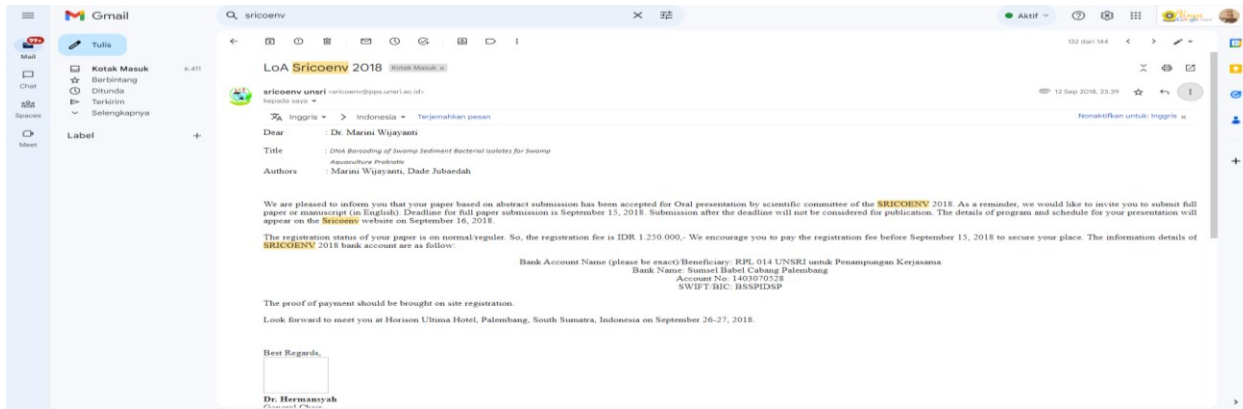 Gmail
sricoenv
Aktif
99+
Mail
Chat
Spaces
Meet
Tulis
Kotak Masuk 6.411
Berbintang
Ditunda
Terkirim
Selengkapnya
Label
132 dari 144
LoA Sricoenv 2018 Kotak Masuk x
sricoenv unsri <sricoenv@pps.unsri.ac.id>
kepada saya
12 Sep 2018, 23.39
Inggris > Indonesia Terjemahkan pesan
Nonaktifkan untuk: Inggris x
Dear : Dr. Marini Wijayanti
Title : DNA Barcoding of Swamp Sediment Bacterial Isolates for Swamp
Aquaculture Probiotic
Authors : Marini Wijayanti, Dade Jubaedah
We are pleased to inform you that your paper based on abstract submission has been accepted for Oral presentation by scientific committee of the SRICOENV 2018. As a reminder, we would like to invite you to submit full
paper or manuscript (in English). Deadline for full paper submission is September 15, 2018. Submission after the deadline will not be considered for publication. The details of program and schedule for your presentation will
appear on the Sricoenv website on September 16, 2018.
The registration status of your paper is on normal/reguler. So, the registration fee is IDR 1.250.000,- We encourage you to pay the registration fee before September 15, 2018 to secure your place. The information details of
SRICOENV 2018 bank account are as follow:
Bank Account Name (please be exact)/Beneficiary: RPL 014 UNSRI untuk Penampungan Kerjasama
Bank Name: Sumsel Babel Cabang Palembang
Account No: 1403070528
SWIFT/BIC: BSSPIDSP
The proof of payment should be brought on site registration.
Look forward to meet you at Horison Ultima Hotel, Palembang, South Sumatra, Indonesia on September 26-27, 2018.
Best Regards,
Dr. Hermansyah
General Chair